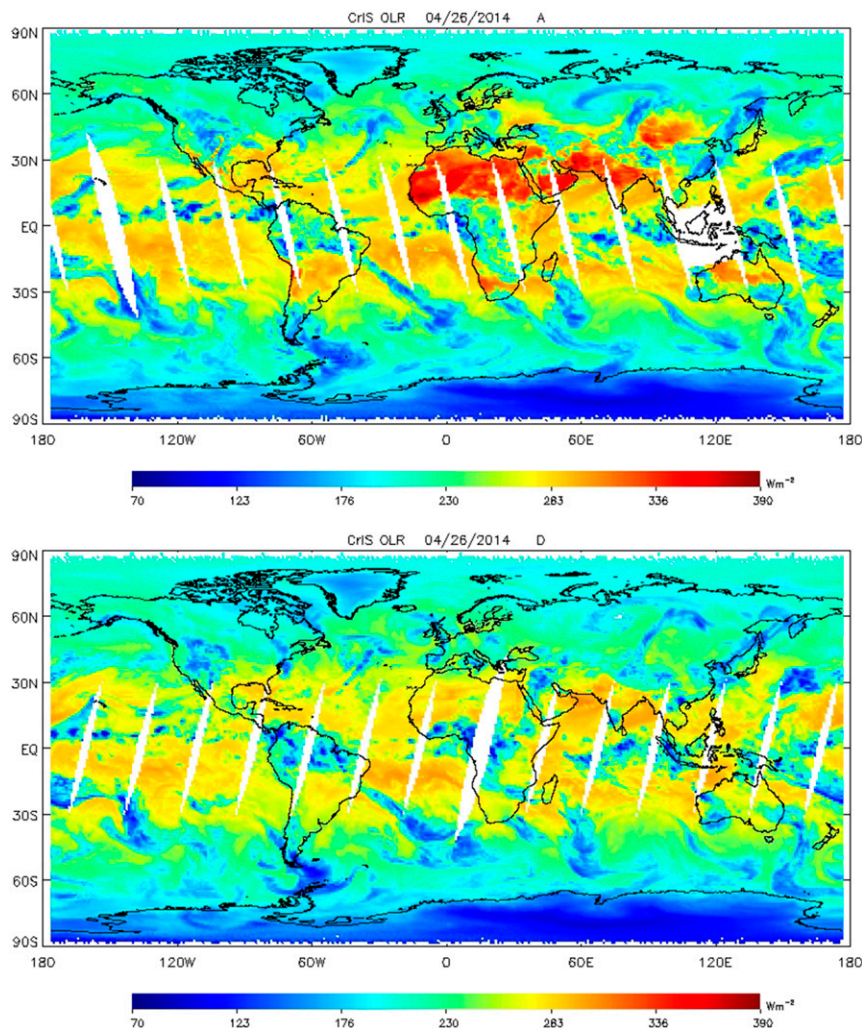 CrIS OLR 04/26/2014 A
90N
60N
30N
EQ
30S
60S
90S
180 120W 60W 0 60E 120E 180
Wm-2
70 123 176 230 283 336 390
CrIS OLR 04/26/2014 D
90N
60N
30N
EQ
30S
60S
90S
180 120W 60W 0 60E 120E 180
Wm-2
70 123 176 230 283 336 390